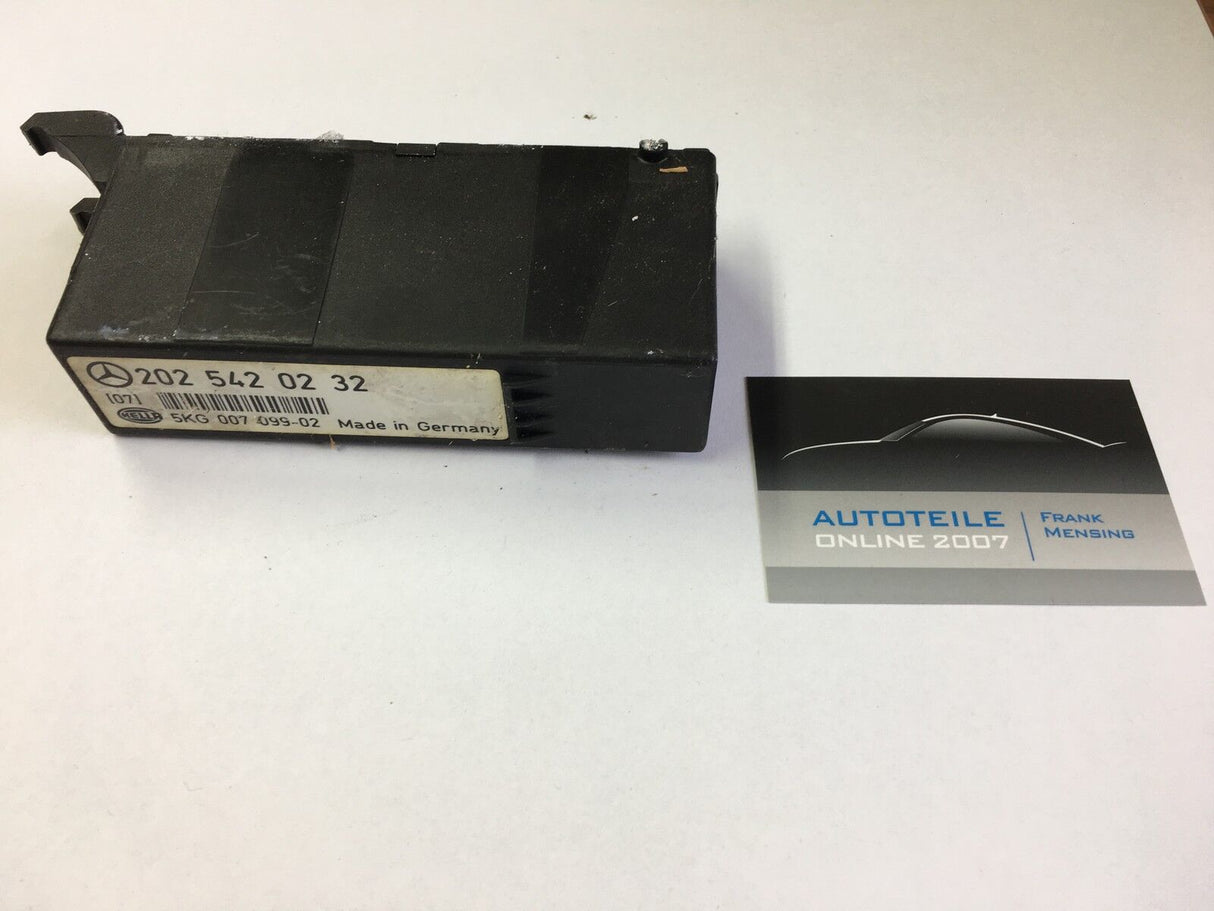 202 542 02 32
[07]
HELLA 5KG 007 099-02 Made in Germany
AUTOTEILE
ONLINE 2007
FRANK
MENSING